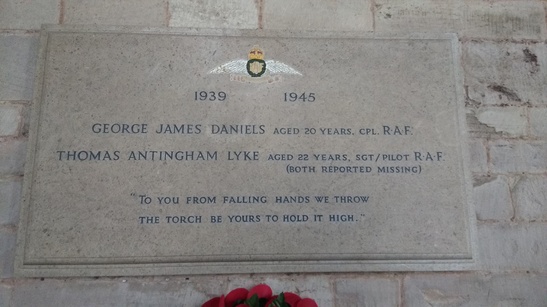 1939 1945
GEORGE JAMES DANIELS AGED 20 YEARS, CPL. R.A.F.
THOMAS ANTINGHAM LYKE AGED 22 YEARS, SGT/PILOT R.A.F.
(BOTH REPORTED MISSING)
"TO YOU FROM FALLING HANDS WE THROW
THE TORCH BE YOURS TO HOLD IT HIGH."